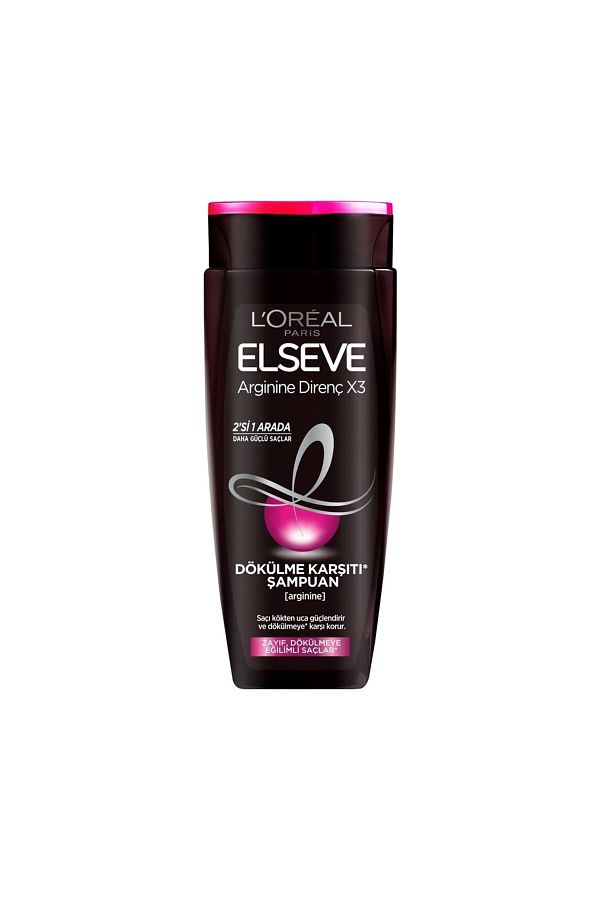 L'ORÉAL
PARIS
ELSEVE
Arginine Direnç X3
2'Sİ 1 ARADA
DAHA GÜÇLÜ SAÇLAR
DÖKÜLME KARŞITI*
ŞAMPUAN
[arginine]
Saçı kökten uca güçlendirir
ve dökülmeye* karşı korur.
ZAYIF, DÖKÜLMEYE
EĞİLİMLİ SAÇLAR*